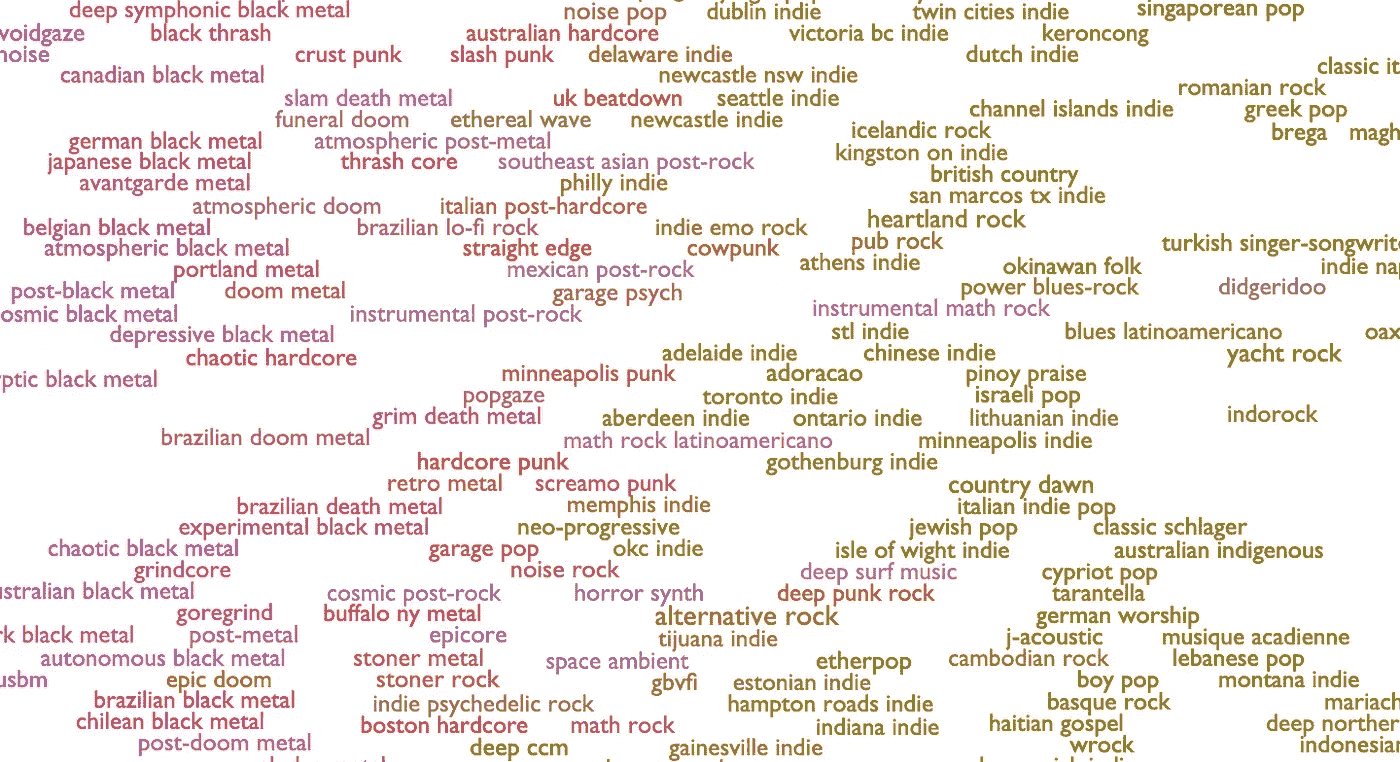 deep symphonic black metal noise pop dublin indie twin cities indie singaporean pop
voidgaze black thrash australian hardcore victoria bc indie keroncong
noise crust punk slash punk delaware indie dutch indie
canadian black metal newcastle nsw indie classic it
slam death metal uk beatdown seattle indie romanian rock
funeral doom ethereal wave newcastle indie channel islands indie greek pop
german black metal atmospheric post-metal icelandic rock brega magh
japanese black metal thrash core southeast asian post-rock kingston on indie
avantgarde metal philly indie british country
atmospheric doom italian post-hardcore san marcos tx indie
belgian black metal brazilian lo-fi rock indie emo rock heartland rock
atmospheric black metal straight edge cowpunk pub rock turkish singer-songwrite
portland metal mexican post-rock athens indie okinawan folk indie na
post-black metal doom metal garage psych power blues-rock didgeridoo
osmic black metal instrumental post-rock instrumental math rock
depressive black metal stl indie blues latinoamericano oax
chaotic hardcore adelaide indie chinese indie yacht rock
yptic black metal minneapolis punk adoracao pinoy praise
popgaze toronto indie israeli pop
grim death metal aberdeen indie ontario indie lithuanian indie indorock
brazilian doom metal math rock latinoamericano minneapolis indie
hardcore punk gothenburg indie
retro metal screamo punk country dawn
brazilian death metal memphis indie italian indie pop
experimental black metal neo-progressive jewish pop classic schlager
chaotic black metal garage pop okc indie isle of wight indie australian indigenous
grindcore noise rock deep surf music cypriot pop
ustralian black metal cosmic post-rock horror synth deep punk rock tarantella
goregrind buffalo ny metal alternative rock german worship
rk black metal post-metal epicore tijuana indie j-acoustic musique acadienne
autonomous black metal stoner metal space ambient etherpop cambodian rock lebanese pop
usbm epic doom stoner rock gbvfi estonian indie boy pop montana indie
brazilian black metal indie psychedelic rock hampton roads indie basque rock mariach
chilean black metal boston hardcore math rock indiana indie haitian gospel deep norther
post-doom metal deep ccm gainesville indie wrock indonesian